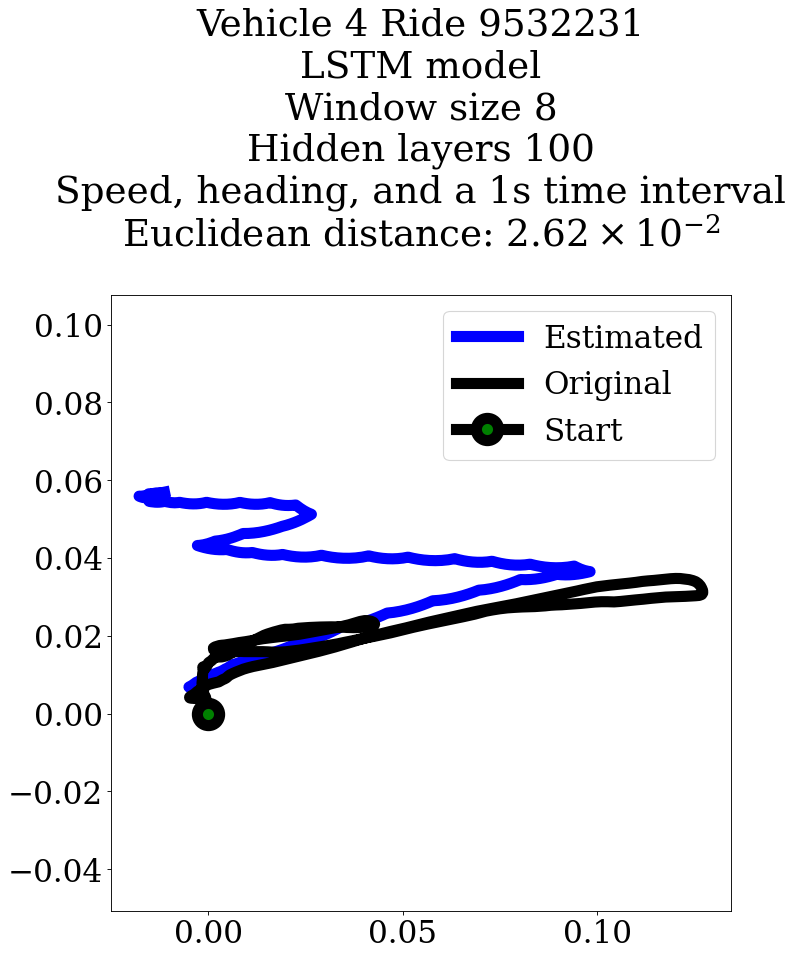 Vehicle 4 Ride 9532231
LSTM model
Window size 8
Hidden layers 100
Speed, heading, and a 1s time interval
Euclidean distance: 2.62 × 10⁻²
Estimated
Original
Start
0.10
0.08
0.06
0.04
0.02
0.00
−0.02
−0.04
0.00 0.05 0.10